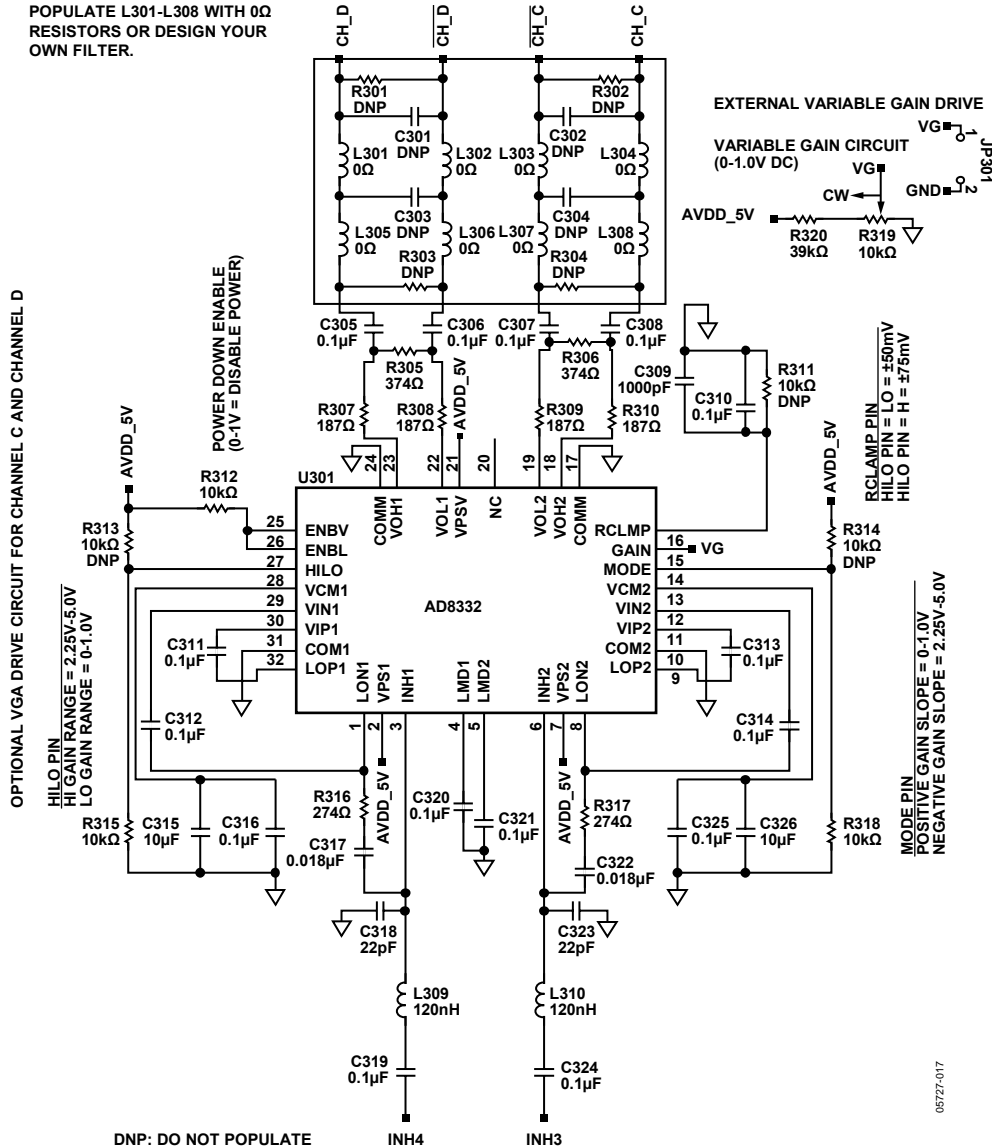 POPULATE L301-L308 WITH 0Ω
RESISTORS OR DESIGN YOUR
OWN FILTER.
CH_D
CH_D
CH_C
CH_C
R301
DNP
R302
DNP
C301
DNP
C302
DNP
L301
0Ω
L302
0Ω
L303
0Ω
L304
0Ω
C303
DNP
C304
DNP
L305
0Ω
L306
0Ω
L307
0Ω
L308
0Ω
R303
DNP
R304
DNP
EXTERNAL VARIABLE GAIN DRIVE
VG
1
JP301
2
GND
VARIABLE GAIN CIRCUIT
(0-1.0V DC)
VG
CW
AVDD_5V
R320
39kΩ
R319
10kΩ
C305
0.1µF
C306
0.1µF
C307
0.1µF
C308
0.1µF
R305
374Ω
R306
374Ω
R307
187Ω
R308
187Ω
AVDD_5V
R309
187Ω
R310
187Ω
C309
1000pF
C310
0.1µF
R311
10kΩ
DNP
RCLAMP PIN
HILO PIN = LO = ±50mV
HILO PIN = H = ±75mV
OPTIONAL VGA DRIVE CIRCUIT FOR CHANNEL C AND CHANNEL D
POWER DOWN ENABLE
(0-1V = DISABLE POWER)
AVDD_5V
R312
10kΩ
R313
10kΩ
DNP
AVDD_5V
R314
10kΩ
DNP
U301
24
23
22
21
20
19
18
17
COMM
VOH1
VOL1
VPSV
NC
VOL2
VOH2
COMM
25
ENBV
26
ENBL
27
HILO
28
VCM1
29
VIN1
30
VIP1
31
COM1
32
LOP1
AD8332
RCLMP
GAIN
16
VG
MODE
15
VCM2
14
VIN2
13
VIP2
12
COM2
11
LOP2
10
9
LON1
VPS1
INH1
LMD1
LMD2
INH2
VPS2
LON2
1
2
3
4
5
6
7
8
C311
0.1µF
C312
0.1µF
C313
0.1µF
C314
0.1µF
HILO PIN
HI GAIN RANGE = 2.25V-5.0V
LO GAIN RANGE = 0-1.0V
R315
10kΩ
C315
10µF
C316
0.1µF
R316
274Ω
AVDD_5V
C317
0.018µF
C320
0.1µF
C321
0.1µF
AVDD_5V
R317
274Ω
C322
0.018µF
C325
0.1µF
C326
10µF
R318
10kΩ
MODE PIN
POSITIVE GAIN SLOPE = 0-1.0V
NEGATIVE GAIN SLOPE = 2.25V-5.0V
C318
22pF
C323
22pF
L309
120nH
L310
120nH
C319
0.1µF
C324
0.1µF
DNP: DO NOT POPULATE
INH4
INH3
05727-017